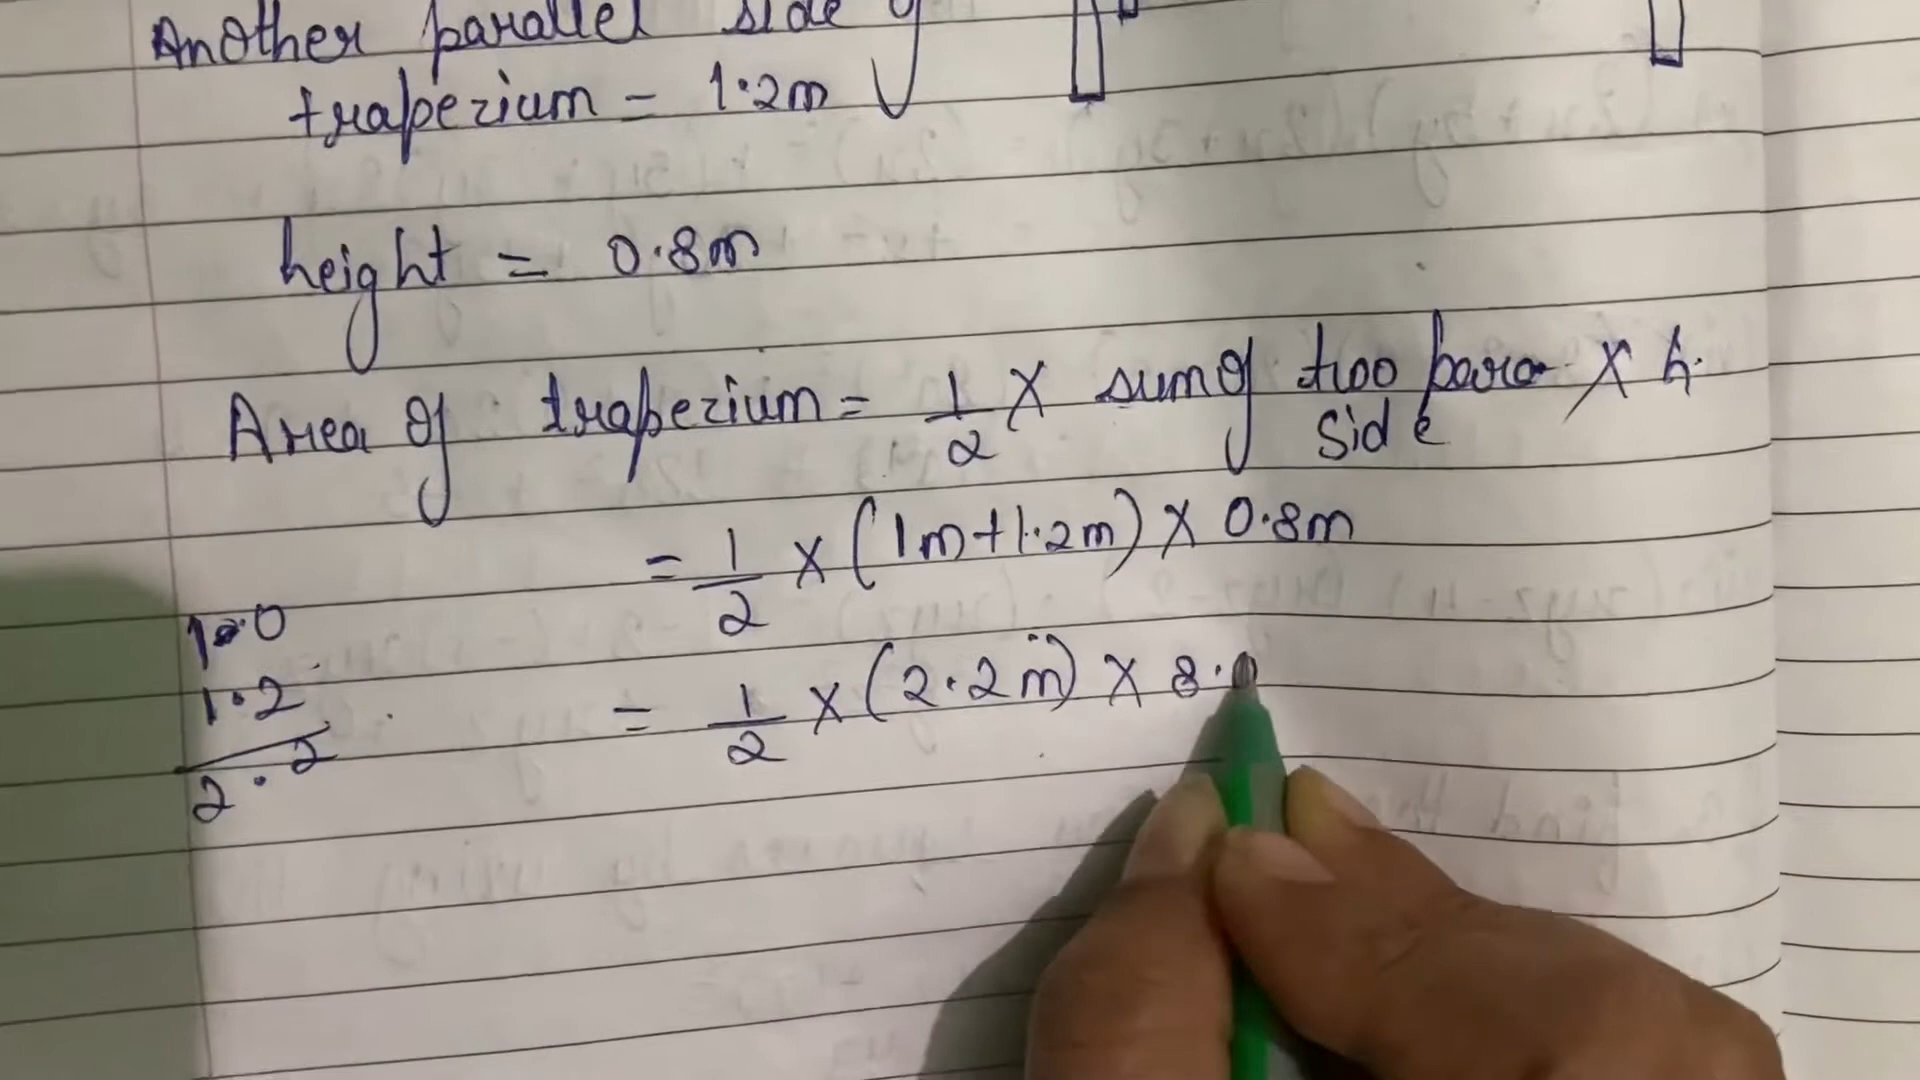 Another parallel side of
trapezium = 1.2m
height = 0.8m
Area of trapezium = 1/2 × sum of two para × h.
side
= 1/2 × (1m+1.2m) × 0.8m
1.0
= 1/2 × (2.2m) × 8.
1.2
2.2